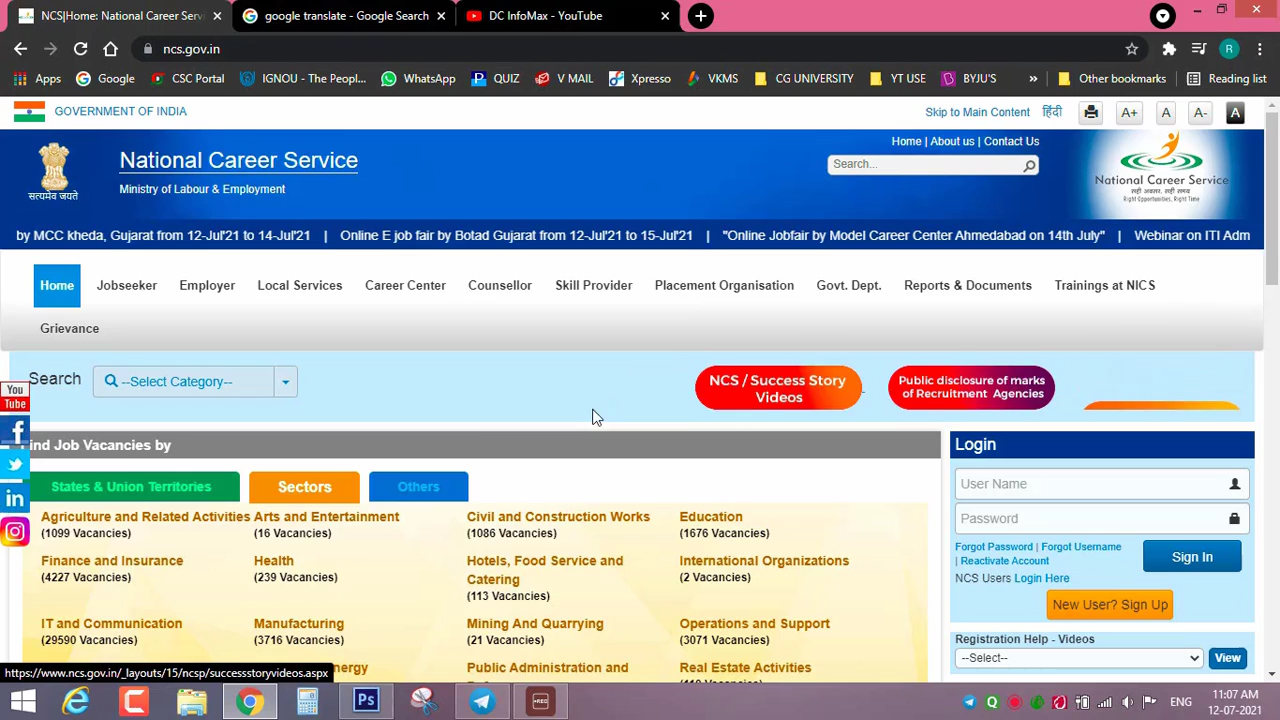 NCS|Home: National Career Serv
google translate - Google Search
DC InfoMax - YouTube
ncs.gov.in
R
Apps
Google
CSC Portal
IGNOU - The Peopl...
WhatsApp
QUIZ
V MAIL
Xpresso
VKMS
CG UNIVERSITY
YT USE
BYJU'S
»
Other bookmarks
Reading list
GOVERNMENT OF INDIA
Skip to Main Content
हिंदी
A+
A
A-
A
National Career Service
Ministry of Labour & Employment
सत्यमेव जयते
Home | About us | Contact Us
Search...
National Career Service
सही अवसर, सही समय
Right Opportunities, Right Time
by MCC kheda, Gujarat from 12-Jul'21 to 14-Jul'21 | Online E job fair by Botad Gujarat from 12-Jul'21 to 15-Jul'21 | "Online Jobfair by Model Career Center Ahmedabad on 14th July" | Webinar on ITI Adm
Home
Jobseeker
Employer
Local Services
Career Center
Counsellor
Skill Provider
Placement Organisation
Govt. Dept.
Reports & Documents
Trainings at NICS
Grievance
Search
--Select Category--
NCS / Success Story
Videos
Public disclosure of marks
of Recruitment Agencies
You
Tube
ind Job Vacancies by
States & Union Territories
Sectors
Others
Agriculture and Related Activities
(1099 Vacancies)
Arts and Entertainment
(16 Vacancies)
Civil and Construction Works
(1086 Vacancies)
Education
(1676 Vacancies)
Finance and Insurance
(4227 Vacancies)
Health
(239 Vacancies)
Hotels, Food Service and
Catering
(113 Vacancies)
International Organizations
(2 Vacancies)
IT and Communication
(29590 Vacancies)
Manufacturing
(3716 Vacancies)
Mining And Quarrying
(21 Vacancies)
Operations and Support
(3071 Vacancies)
Public Administration and
Real Estate Activities
Login
User Name
Password
Forgot Password | Forgot Username
| Reactivate Account
NCS Users Login Here
Sign In
New User? Sign Up
Registration Help - Videos
--Select--
View
https://www.ncs.gov.in/_layouts/15/ncsp/successstoryvideos.aspx
Ps
REC
ENG
11:07 AM
12-07-2021